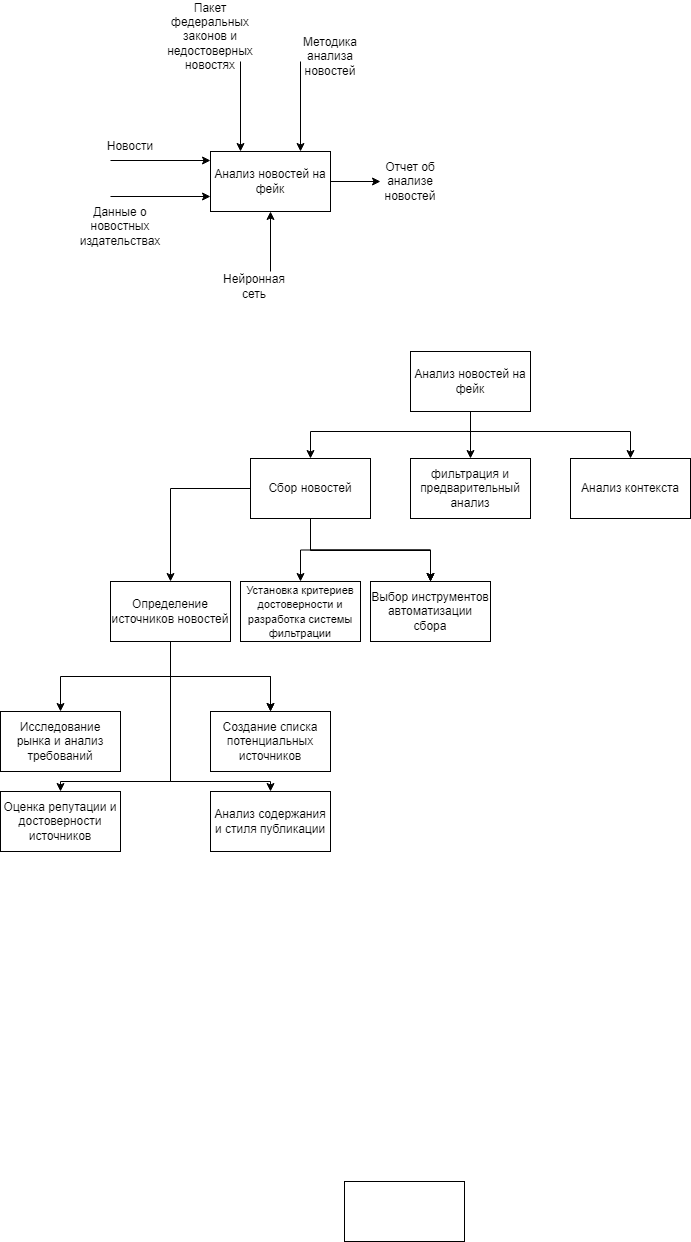 Пакет
федеральных
законов и
недостоверных
новостях
Методика
анализа
новостей
Новости
Анализ новостей на
фейк
Отчет об
анализе
новостей
Данные о
новостных
издательствах
Нейронная
сеть
Анализ новостей на
фейк
Сбор новостей
фильтрация и
предварительный
анализ
Анализ контекста
Определение
источников новостей
Установка критериев
достоверности и
разработка системы
фильтрации
Выбор инструментов
автоматизации
сбора
Исследование
рынка и анализ
требований
Создание списка
потенциальных
источников
Оценка репутации и
достоверности
источников
Анализ содержания
и стиля публикации